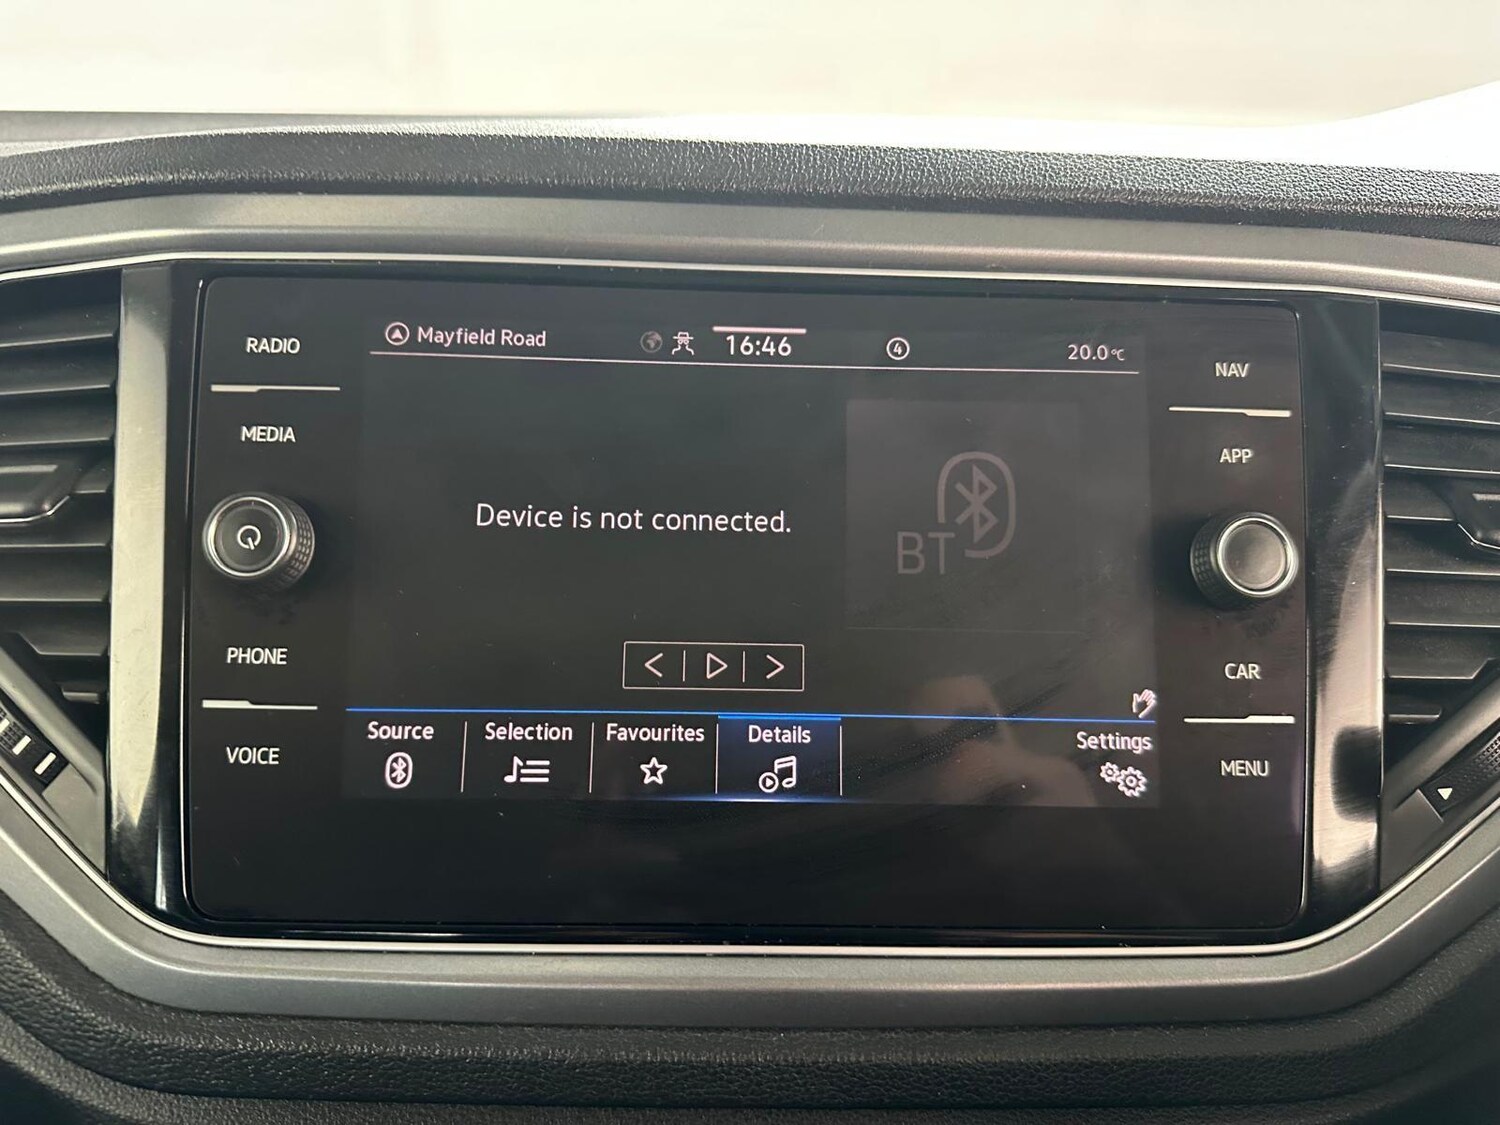 RADIO
MEDIA
PHONE
VOICE
Mayfield Road
16:46
4
20.0°C
Device is not connected.
BT
Source
Selection
Favourites
Details
Settings
NAV
APP
CAR
MENU